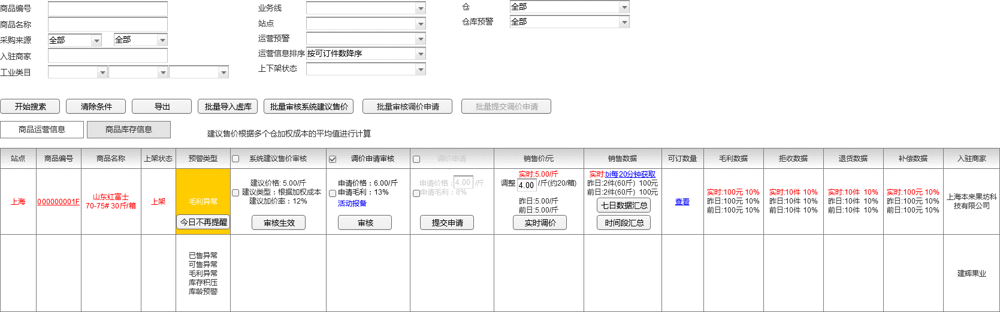 商品编号
业务线
仓 全部
商品名称
站点
仓库预警 全部
采购来源 全部 全部
运营预警
入驻商家
运营信息排序 按可订件数降序
工业类目
上下架状态
开始搜索 清除条件 导出 批量导入虚库 批量审核系统建议售价 批量审核调价申请 批量提交调价申请
商品运营信息 商品库存信息
建议售价根据多个仓加权成本的平均值进行计算
站点 商品编号 商品名称 上架状态 预警类型 系统建议售价审核 调价申请审核 调价申请 销售价/元 销售数据 可订数量 毛利数据 拒收数据 退货数据 补偿数据 入驻商家
上海
000000001F
山东红富士
70-75# 30斤/箱
上架
毛利异常
今日不再提醒
建议价格: 5.00/斤
建议类型：根据加权成本
建议加价率：12%
审核生效
申请价格：6.00/斤
申请毛利：13%
活动报备
审核
申请价格：4.00 /斤
申请毛利：8%
提交申请
实时:5.00/斤
调整 4.00 /斤(约20/箱)
昨日:5.00/斤
前日:5.00/斤
实时调价
实时:bi每20分钟获取
昨日:2件(60斤) 100元
前日:2件(60斤) 100元
七日数据汇总
时间段汇总
查看
实时:100元 10%
昨日:100元 10%
前日:100元 10%
实时:10件 10%
昨日:10件 10%
前日:10件 10%
实时:10件 10%
昨日:10件 10%
前日:10件 10%
实时:100元 10%
昨日:100元 10%
前日:100元 10%
上海本来果坊科
技有限公司
已售异常
可售异常
毛利异常
库存积压
库龄预警
建辉果业